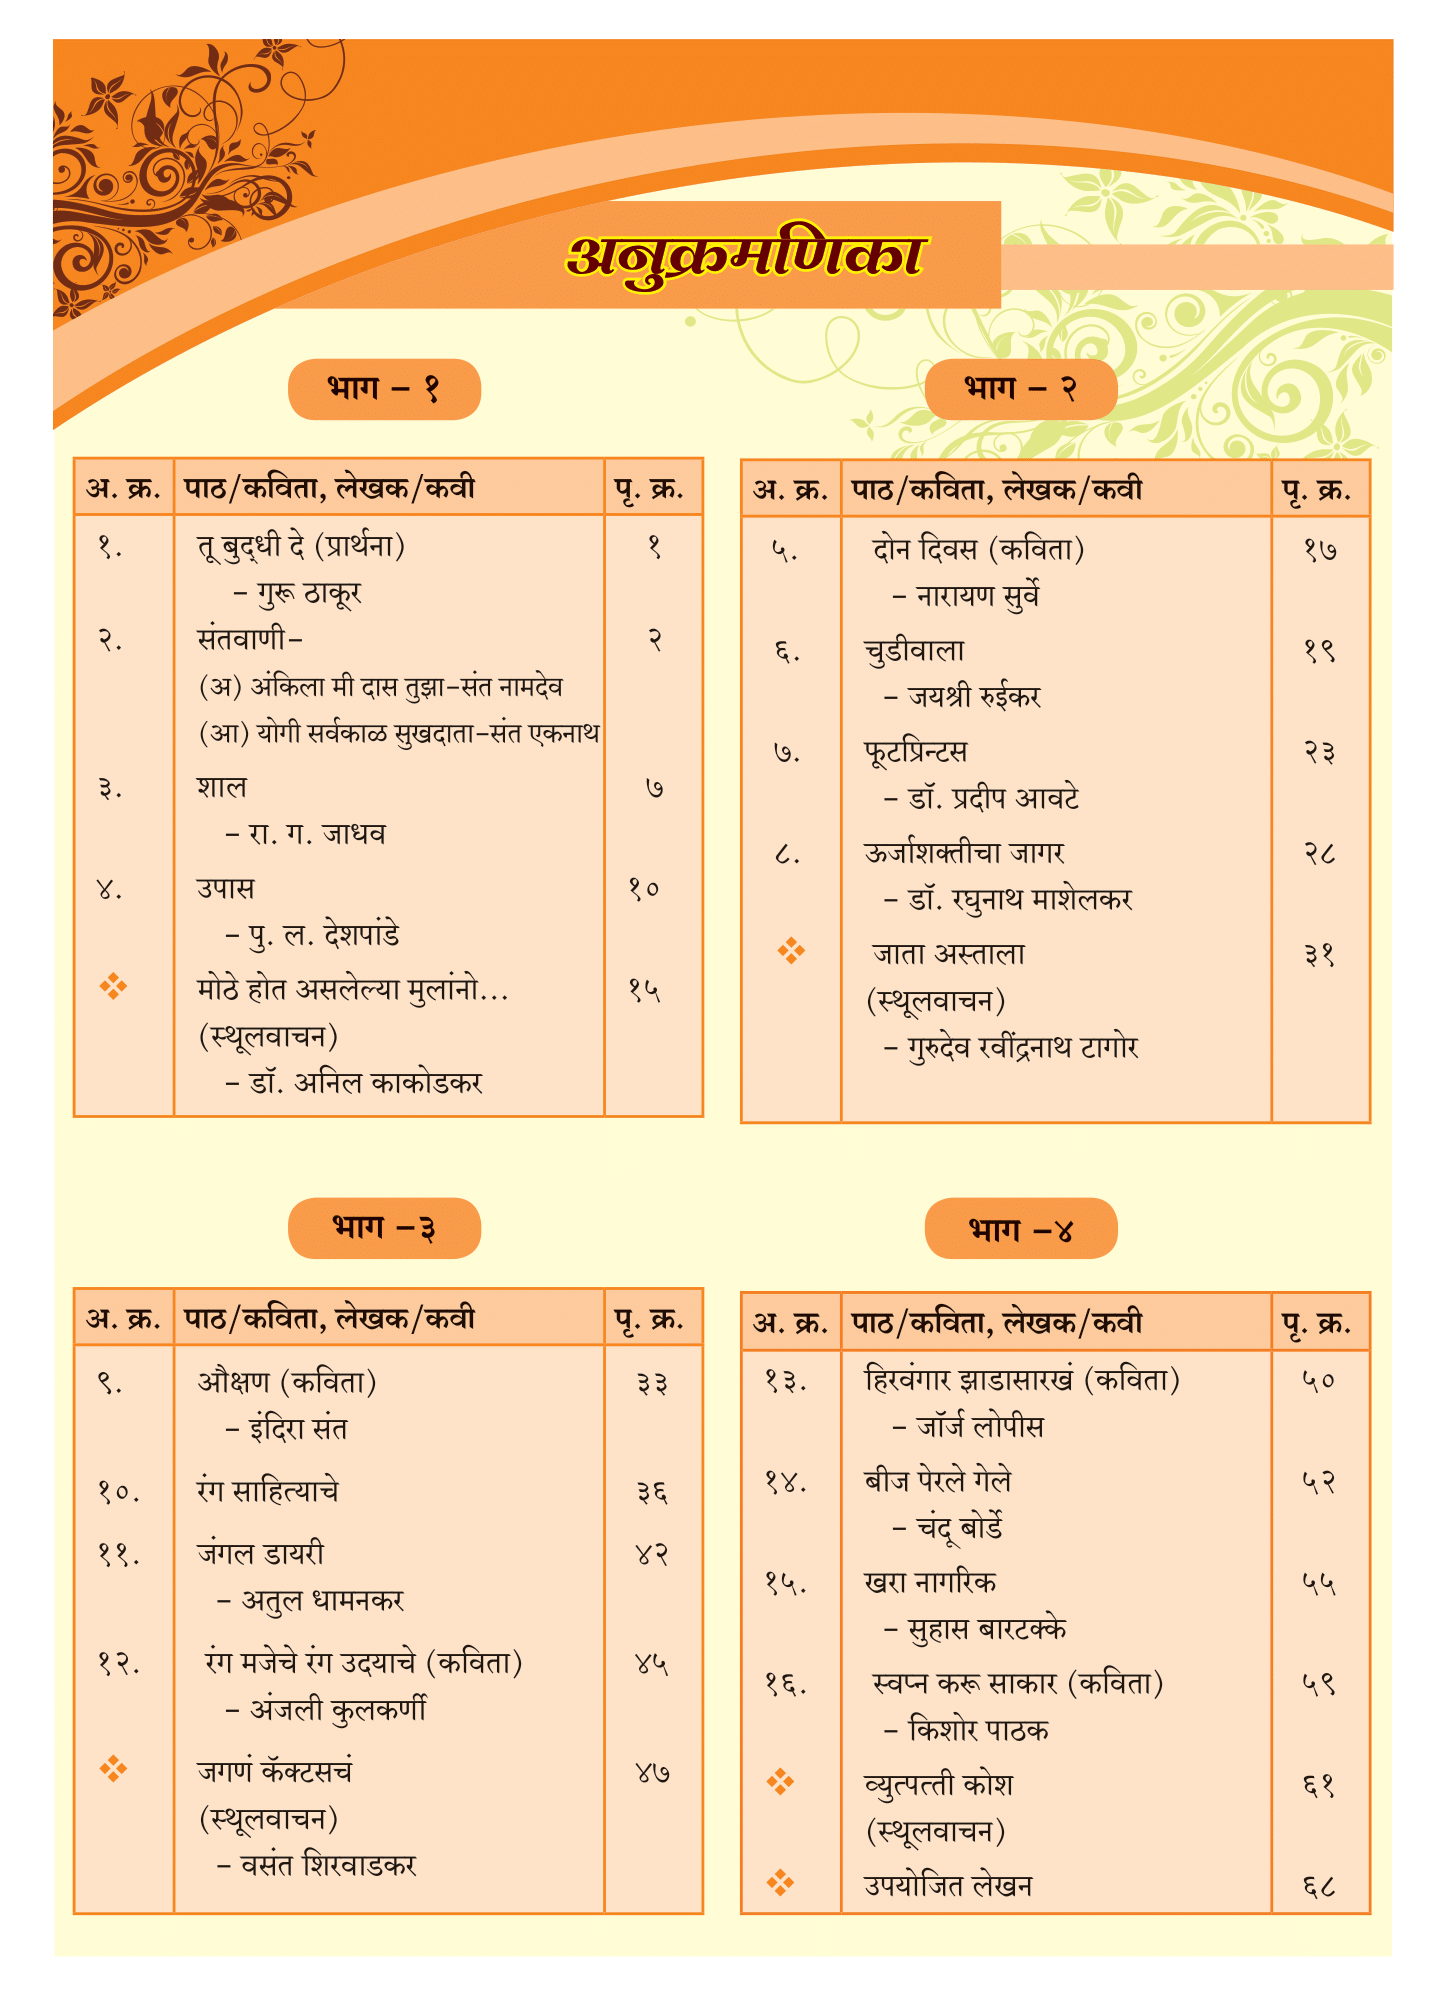 अनुक्रमणिका
भाग – १
अ. क्र. पाठ/कविता, लेखक/कवी पृ. क्र.
१. तू बुद्धी दे (प्रार्थना) १
– गुरू ठाकूर
२. संतवाणी– २
(अ) अंकिला मी दास तुझा–संत नामदेव
(आ) योगी सर्वकाळ सुखदाता–संत एकनाथ
३. शाल ७
– रा. ग. जाधव
४. उपास १०
– पु. ल. देशपांडे
❖ मोठे होत असलेल्या मुलांनो... १५
(स्थूलवाचन)
– डॉ. अनिल काकोडकर
भाग – २
अ. क्र. पाठ/कविता, लेखक/कवी पृ. क्र.
५. दोन दिवस (कविता) १७
– नारायण सुर्वे
६. चुडीवाला १९
– जयश्री रुईकर
७. फूटप्रिन्टस २३
– डॉ. प्रदीप आवटे
८. ऊर्जाशक्तीचा जागर २८
– डॉ. रघुनाथ माशेलकर
❖ जाता अस्ताला ३१
(स्थूलवाचन)
– गुरुदेव रवींद्रनाथ टागोर
भाग –३
अ. क्र. पाठ/कविता, लेखक/कवी पृ. क्र.
९. औक्षण (कविता) ३३
– इंदिरा संत
१०. रंग साहित्याचे ३६
११. जंगल डायरी ४२
– अतुल धामनकर
१२. रंग मजेचे रंग उदयाचे (कविता) ४५
– अंजली कुलकर्णी
❖ जगणं कॅक्टसचं ४७
(स्थूलवाचन)
– वसंत शिरवाडकर
भाग –४
अ. क्र. पाठ/कविता, लेखक/कवी पृ. क्र.
१३. हिरवंगार झाडासारखं (कविता) ५०
– जॉर्ज लोपीस
१४. बीज पेरले गेले ५२
– चंदू बोर्डे
१५. खरा नागरिक ५५
– सुहास बारटक्के
१६. स्वप्न करू साकार (कविता) ५९
– किशोर पाठक
❖ व्युत्पत्ती कोश ६१
(स्थूलवाचन)
❖ उपयोजित लेखन ६८